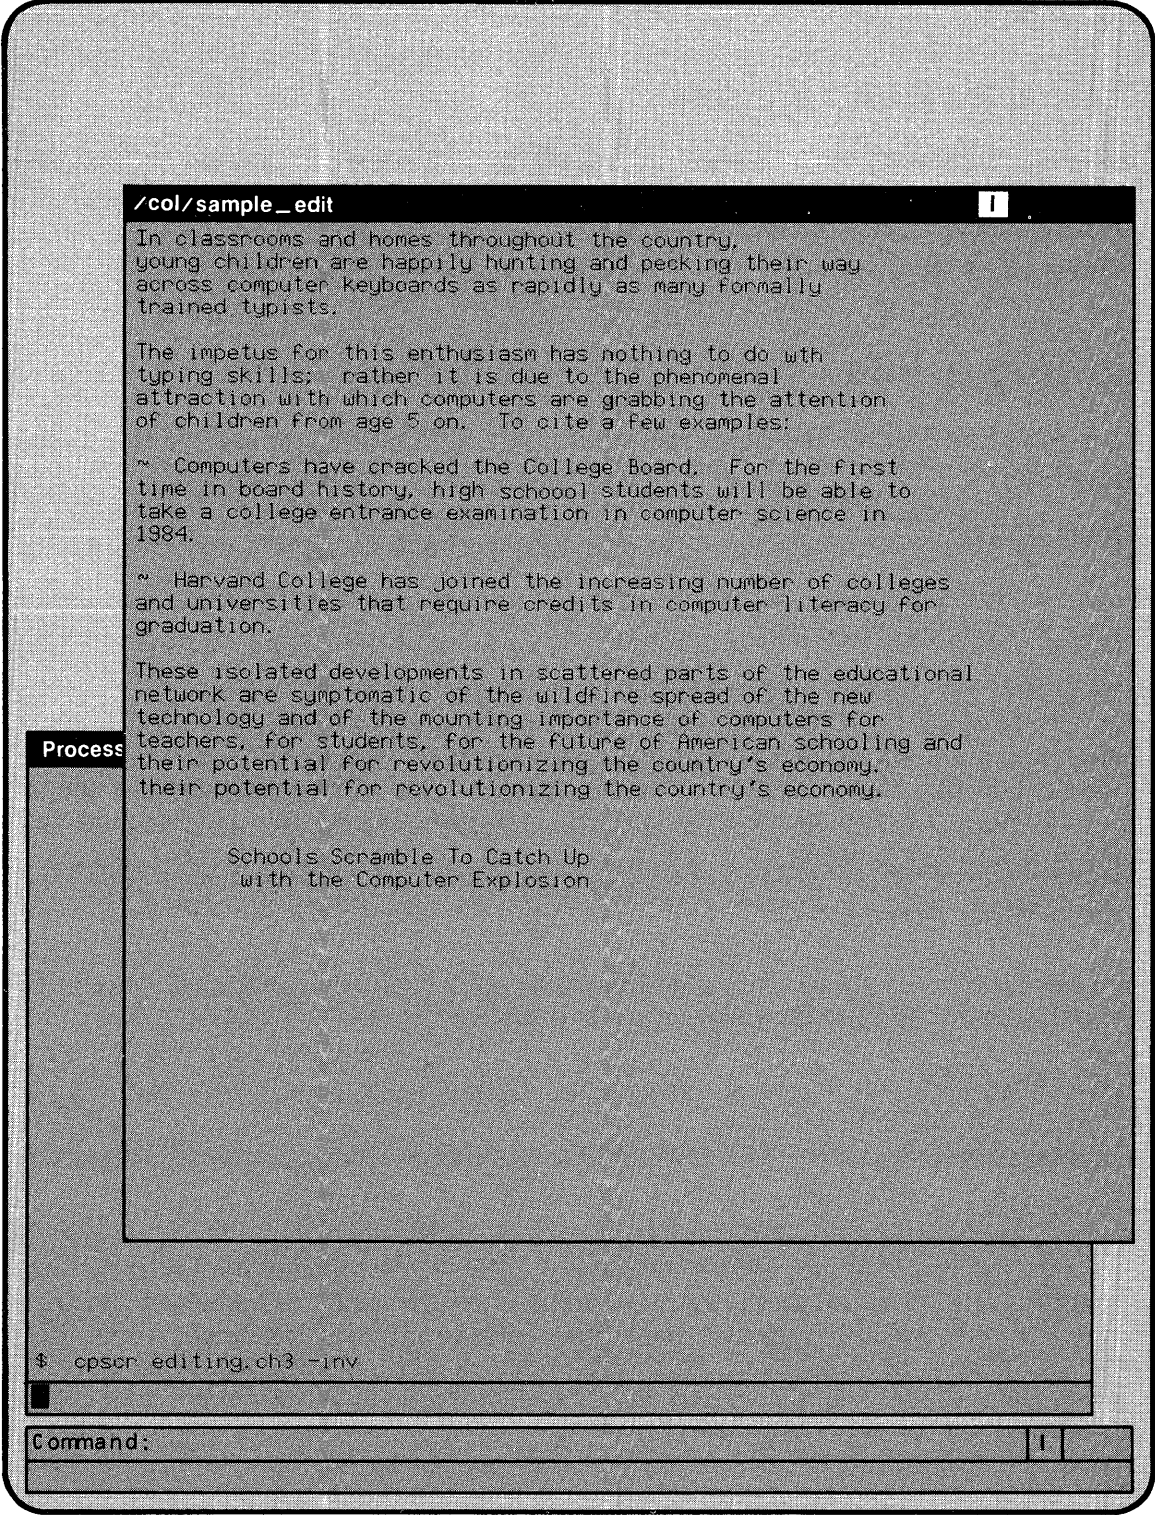 /col/sample_edit I
In classrooms and homes throughout the country,
young children are happily hunting and pecking their way
across computer keyboards as rapidly as many formally
trained typists.
The impetus for this enthusiasm has nothing to do wth
typing skills;  rather it is due to the phenomenal
attraction with which computers are grabbing the attention
of children from age 5 on.  To cite a few examples:
~  Computers have cracked the College Board.  For the first
time in board history, high schoool students will be able to
take a college entrance examination in computer science in
1984.
~  Harvard College has joined the increasing number of colleges
and universities that require credits in computer literacy for
graduation.
These isolated developments in scattered parts of the educational
network are symptomatic of the wildfire spread of the new
technology and of the mounting importance of computers for
teachers, for students, for the future of American schooling and
their potential for revolutionizing the country's economy.
their potential for revolutionizing the country's economy.
Schools Scramble To Catch Up
with the Computer Explosion
Process
$  cpscr editing.ch3 -inv
Command: I